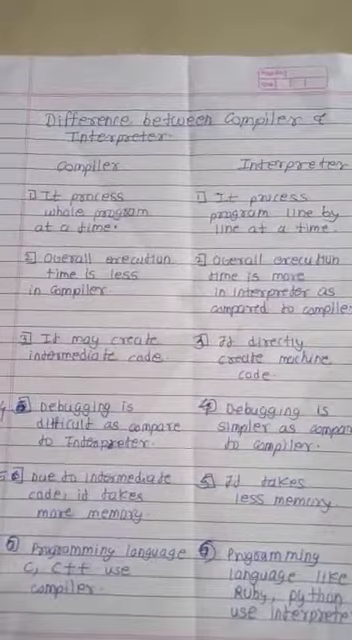 Difference between Compiler &
Interpreter
Compiler
1) It process
whole program
at a time.
2) Overall execution
time is less
in compiler
3) It may create
intermediate code.
4 5) Debugging is
difficult as compare
to Intenpreter.
5 6) Due to intermediate
code, it takes
more memory.
6) Programming language
C, C++ use
compiler.
Interpreter
1) It process
program line by
line at a time.
2) Overall execution
time is more
in interpreter as
compared to compiler
3) It directly
create machine
code.
4) Debugging is
simpler as compar
to compiler.
5) It takes
less memory.
6) Programming
language like
Ruby, python
use interprete